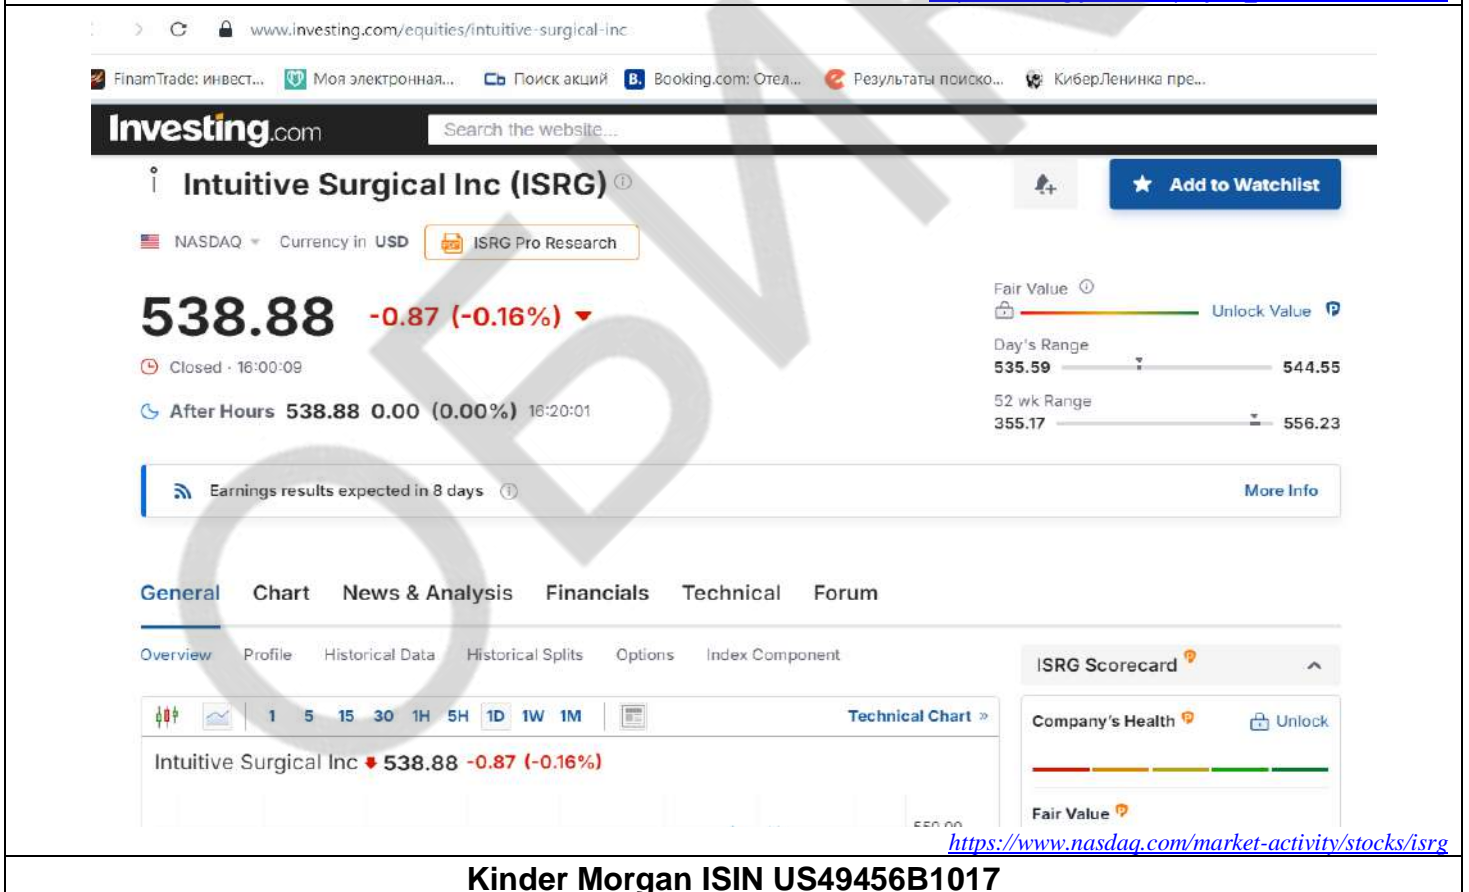 www.investing.com/equities/intuitive-surgical-inc
FinamTrade: инвест... Моя электронная... Поиск акций B. Booking.com: Отел... Результаты поиско... КиберЛенинка пре...
Investing.com Search the website...
Intuitive Surgical Inc (ISRG)
Add to Watchlist
NASDAQ Currency in USD ISRG Pro Research
538.88 -0.87 (-0.16%)
Fair Value
Unlock Value
Closed · 16:00:09
Day's Range
535.59 544.55
After Hours 538.88 0.00 (0.00%) 16:20:01
52 wk Range
355.17 556.23
Earnings results expected in 8 days More Info
General Chart News & Analysis Financials Technical Forum
Overview Profile Historical Data Historical Splits Options Index Component
ISRG Scorecard
1 5 15 30 1H 5H 1D 1W 1M Technical Chart »
Company's Health Unlock
Intuitive Surgical Inc 538.88 -0.87 (-0.16%)
Fair Value
https://www.nasdaq.com/market-activity/stocks/isrg
Kinder Morgan ISIN US49456B1017